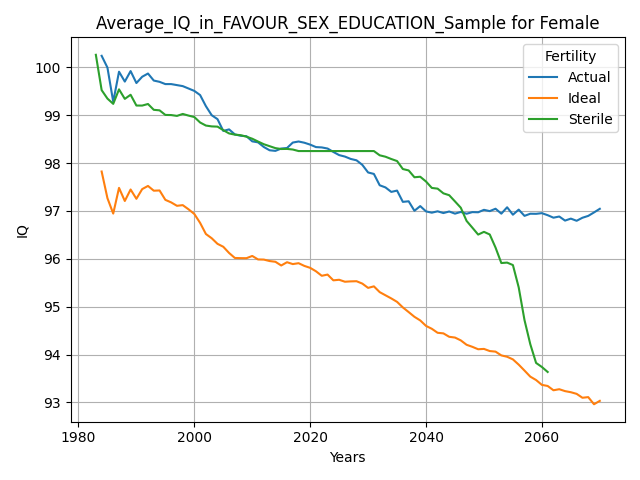 Average_IQ_in_FAVOUR_SEX_EDUCATION_Sample for Female
Fertility
Actual
Ideal
Sterile
IQ
100
99
98
97
96
95
94
93
1980
2000
2020
2040
2060
Years